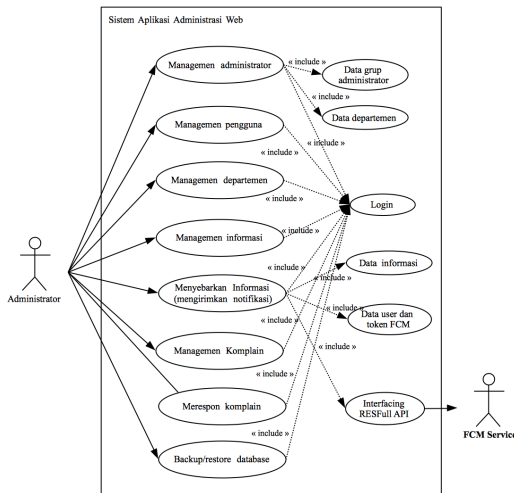 Sistem Aplikasi Administrasi Web
Managemen administrator
« include »
Data grup
administrator
« include »
Data departemen
Managemen pengguna
« include »
« include »
Managemen departemen
« include »
Login
Managemen informasi
« include »
« include »
Data informasi
« include »
Menyebarkan Informasi
(mengirimkan notifikasi)
Administrator
« include »
Data user dan
token FCM
« include »
« include »
Managemen Komplain
« include »
Merespon komplain
Interfacing
RESFull API
FCM Service
« include »
Backup/restore database